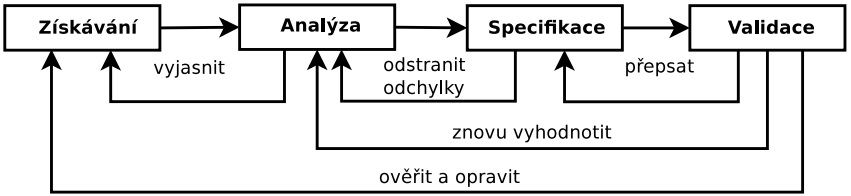 Získávání
Analýza
Specifikace
Validace
vyjasnit
odstranit
odchylky
přepsat
znovu vyhodnotit
ověřit a opravit